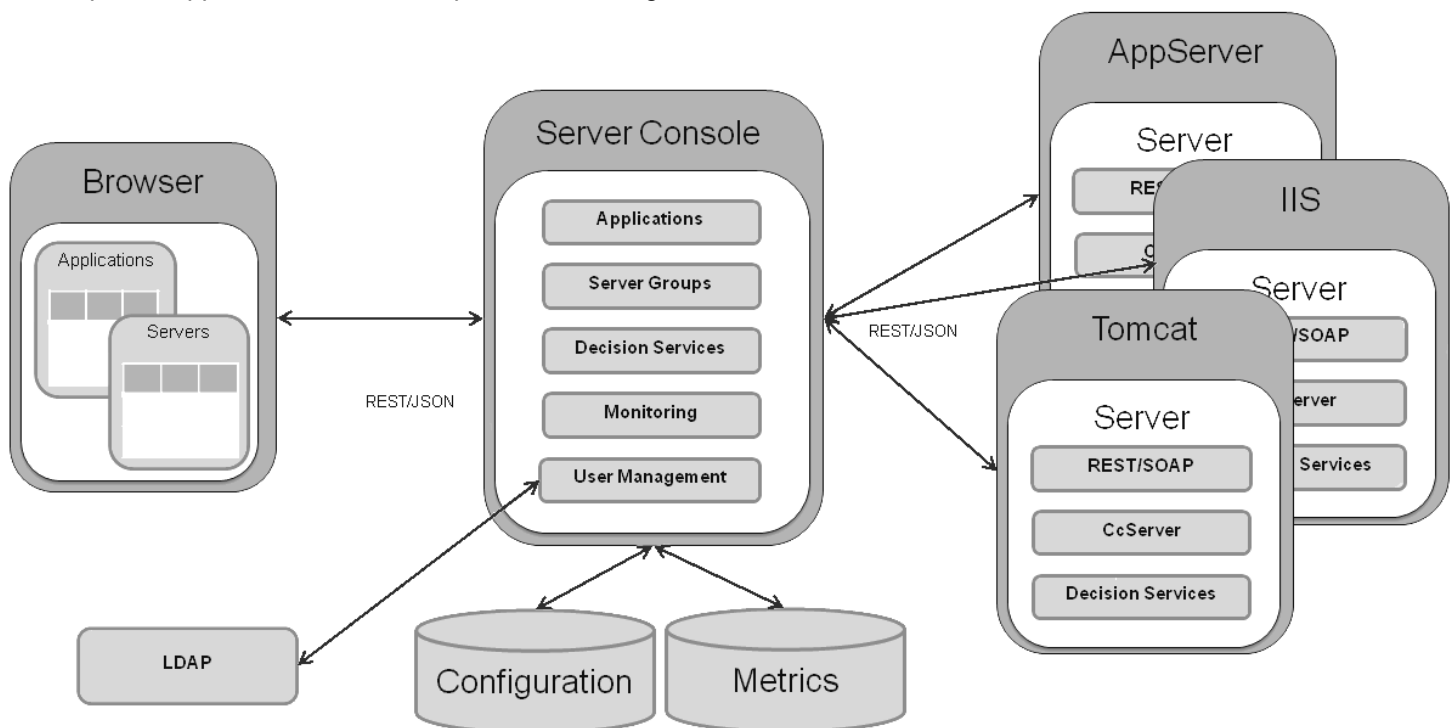 Browser
Applications
Servers
REST/JSON
Server Console
Applications
Server Groups
Decision Services
Monitoring
User Management
LDAP
Configuration
Metrics
REST/JSON
AppServer
Server
IIS
Server
/SOAP
Services
Tomcat
Server
REST/SOAP
CcServer
Decision Services